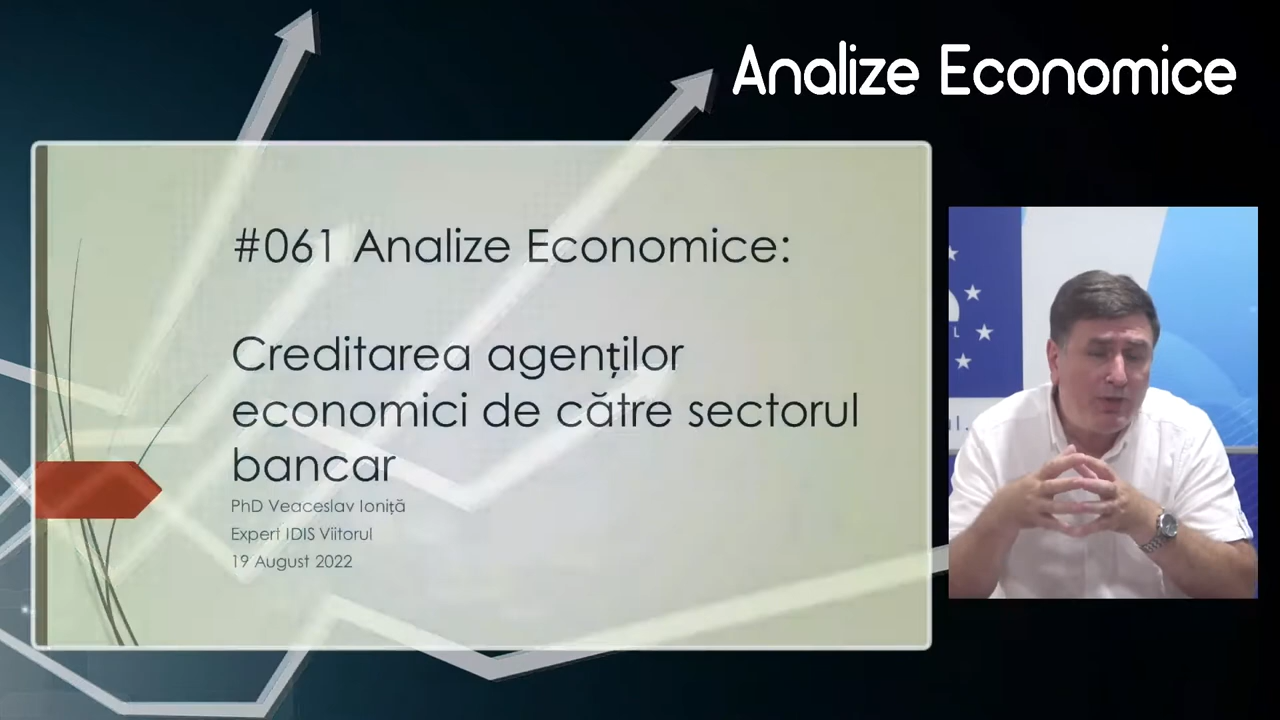 Analize Economice
#061 Analize Economice:
Creditarea agenților
economici de către sectorul
bancar
PhD Veaceslav Ioniță
Expert IDIS Viitorul
19 August 2022
L
ul.